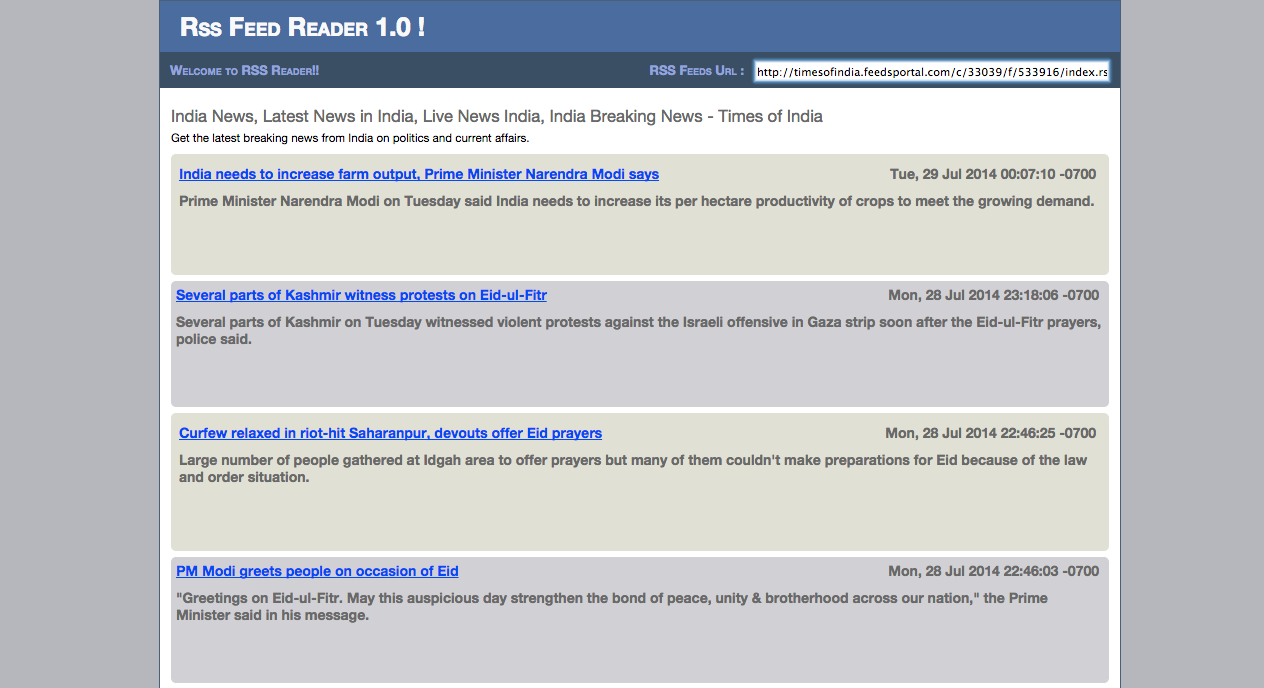 Rss Feed Reader 1.0 !
Welcome to RSS Reader!!
RSS Feeds Url :
http://timesofindia.feedsportal.com/c/33039/f/533916/index.rs
India News, Latest News in India, Live News India, India Breaking News - Times of India
Get the latest breaking news from India on politics and current affairs.
India needs to increase farm output, Prime Minister Narendra Modi says
Tue, 29 Jul 2014 00:07:10 -0700
Prime Minister Narendra Modi on Tuesday said India needs to increase its per hectare productivity of crops to meet the growing demand.
Several parts of Kashmir witness protests on Eid-ul-Fitr
Mon, 28 Jul 2014 23:18:06 -0700
Several parts of Kashmir on Tuesday witnessed violent protests against the Israeli offensive in Gaza strip soon after the Eid-ul-Fitr prayers,
police said.
Curfew relaxed in riot-hit Saharanpur, devouts offer Eid prayers
Mon, 28 Jul 2014 22:46:25 -0700
Large number of people gathered at Idgah area to offer prayers but many of them couldn't make preparations for Eid because of the law
and order situation.
PM Modi greets people on occasion of Eid
Mon, 28 Jul 2014 22:46:03 -0700
"Greetings on Eid-ul-Fitr. May this auspicious day strengthen the bond of peace, unity & brotherhood across our nation," the Prime
Minister said in his message.